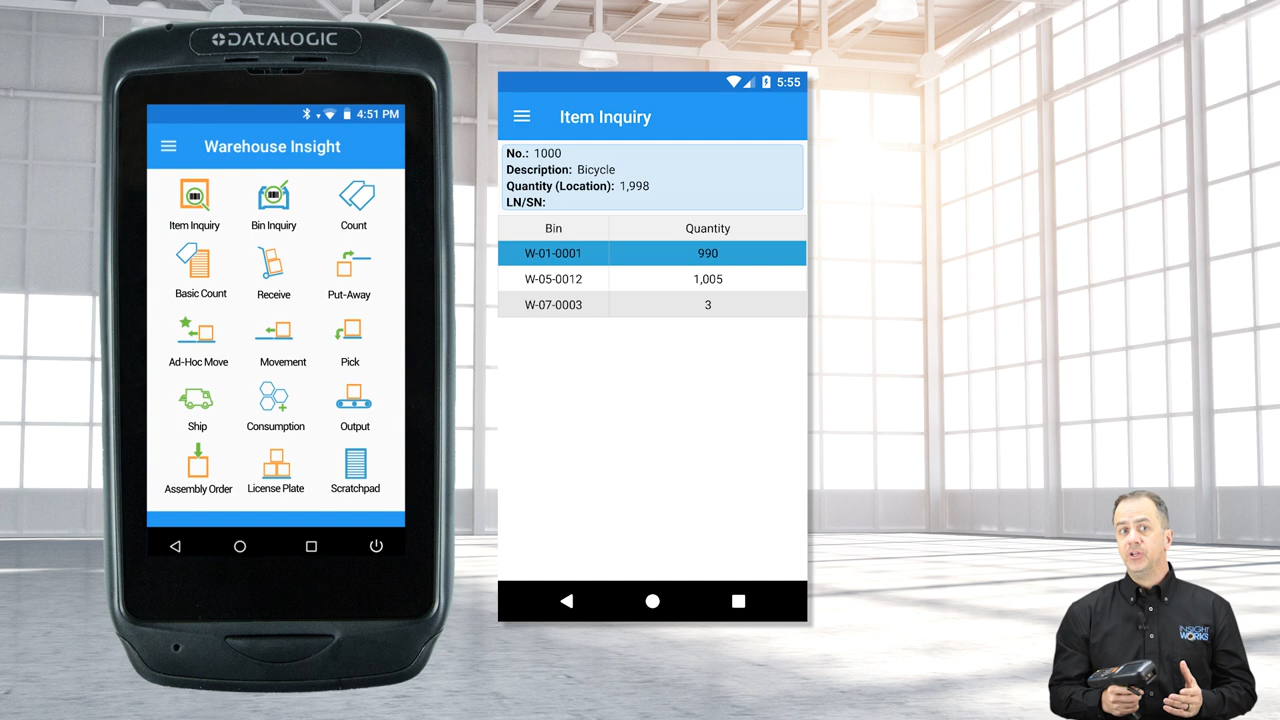 DATALOGIC
4:51 PM
Warehouse Insight
Item Inquiry Bin Inquiry Count
Basic Count Receive Put-Away
Ad-Hoc Move Movement Pick
Ship Consumption Output
Assembly Order License Plate Scratchpad
5:55
Item Inquiry
No.: 1000
Description: Bicycle
Quantity (Location): 1,998
LN/SN:
Bin Quantity
W-01-0001 990
W-05-0012 1,005
W-07-0003 3
INSIGHT
WORKS